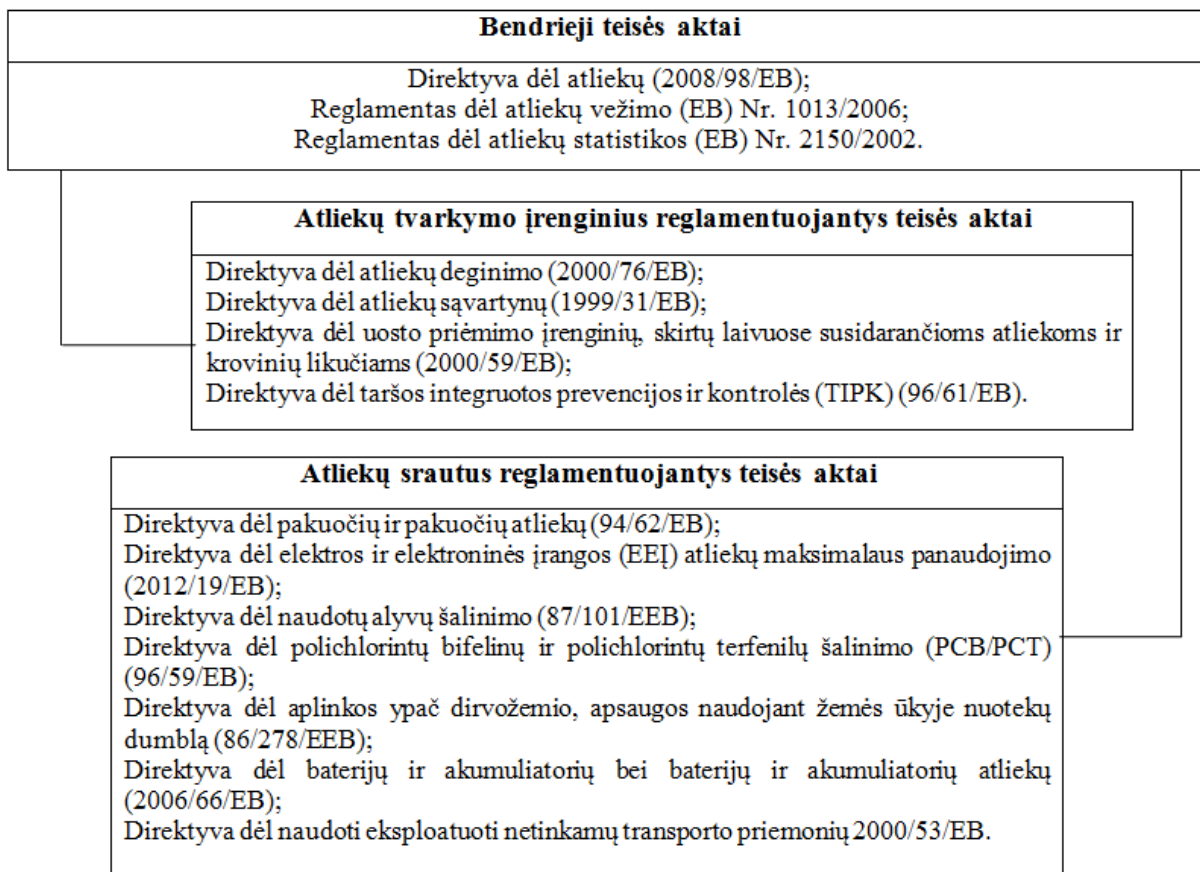 Bendrieji teisės aktai
Direktyva dėl atliekų (2008/98/EB);
Reglamentas dėl atliekų vežimo (EB) Nr. 1013/2006;
Reglamentas dėl atliekų statistikos (EB) Nr. 2150/2002.
Atliekų tvarkymo įrenginius reglamentuojantys teisės aktai
Direktyva dėl atliekų deginimo (2000/76/EB);
Direktyva dėl atliekų sąvartynų (1999/31/EB);
Direktyva dėl uosto priėmimo įrenginių, skirtų laivuose susidarančioms atliekoms ir
krovinių likučiams (2000/59/EB);
Direktyva dėl taršos integruotos prevencijos ir kontrolės (TIPK) (96/61/EB).
Atliekų srautus reglamentuojantys teisės aktai
Direktyva dėl pakuočių ir pakuočių atliekų (94/62/EB);
Direktyva dėl elektros ir elektroninės įrangos (EEĮ) atliekų maksimalaus panaudojimo
(2012/19/EB);
Direktyva dėl naudotų alyvų šalinimo (87/101/EEB);
Direktyva dėl polichlorintų bifelinų ir polichlorintų terfenilų šalinimo (PCB/PCT)
(96/59/EB);
Direktyva dėl aplinkos ypač dirvožemio, apsaugos naudojant žemės ūkyje nuotekų
dumblą (86/278/EEB);
Direktyva dėl baterijų ir akumuliatorių bei baterijų ir akumuliatorių atliekų
(2006/66/EB);
Direktyva dėl naudoti eksploatuoti netinkamų transporto priemonių 2000/53/EB.